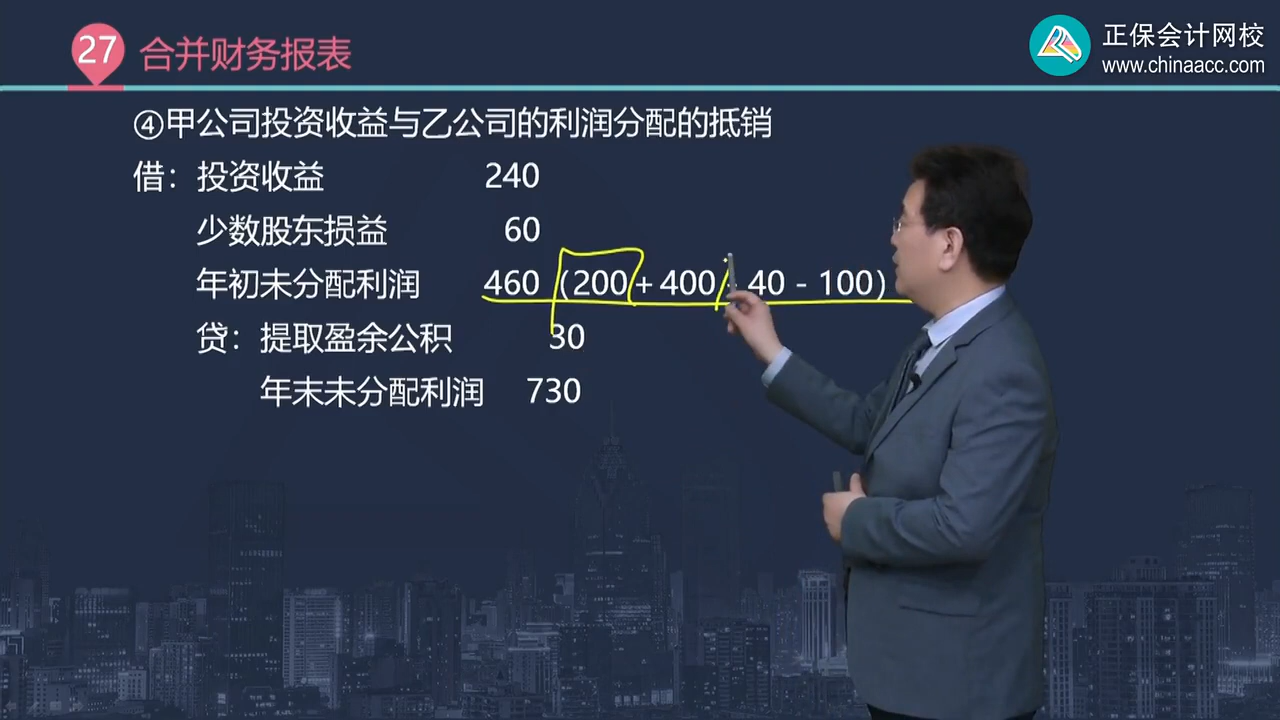 27 合并财务报表
正保会计网校
www.chinaacc.com
④甲公司投资收益与乙公司的利润分配的抵销
借：投资收益 240
少数股东损益 60
年初未分配利润 460（200+400-40-100）
贷：提取盈余公积 30
年末未分配利润 730